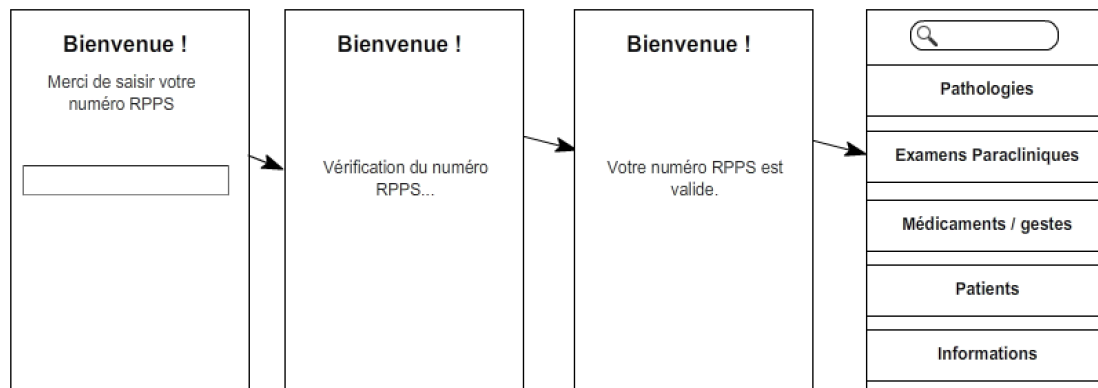 Bienvenue !
Merci de saisir votre
numéro RPPS
Bienvenue !
Vérification du numéro
RPPS...
Bienvenue !
Votre numéro RPPS est
valide.
Pathologies
Examens Paracliniques
Médicaments / gestes
Patients
Informations